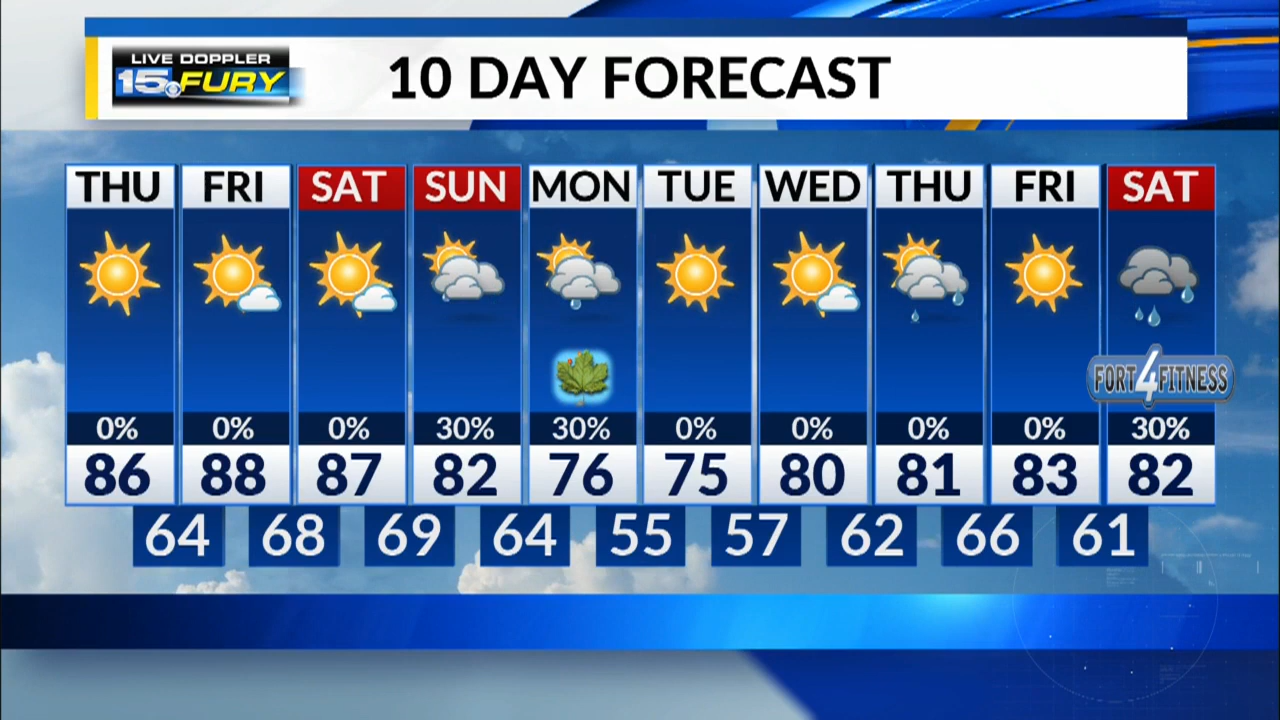 LIVE DOPPLER
15 FURY
10 DAY FORECAST
THU FRI SAT SUN MON TUE WED THU FRI SAT
FORT4FITNESS
0% 0% 0% 30% 30% 0% 0% 0% 0% 30%
86 88 87 82 76 75 80 81 83 82
64 68 69 64 55 57 62 66 61